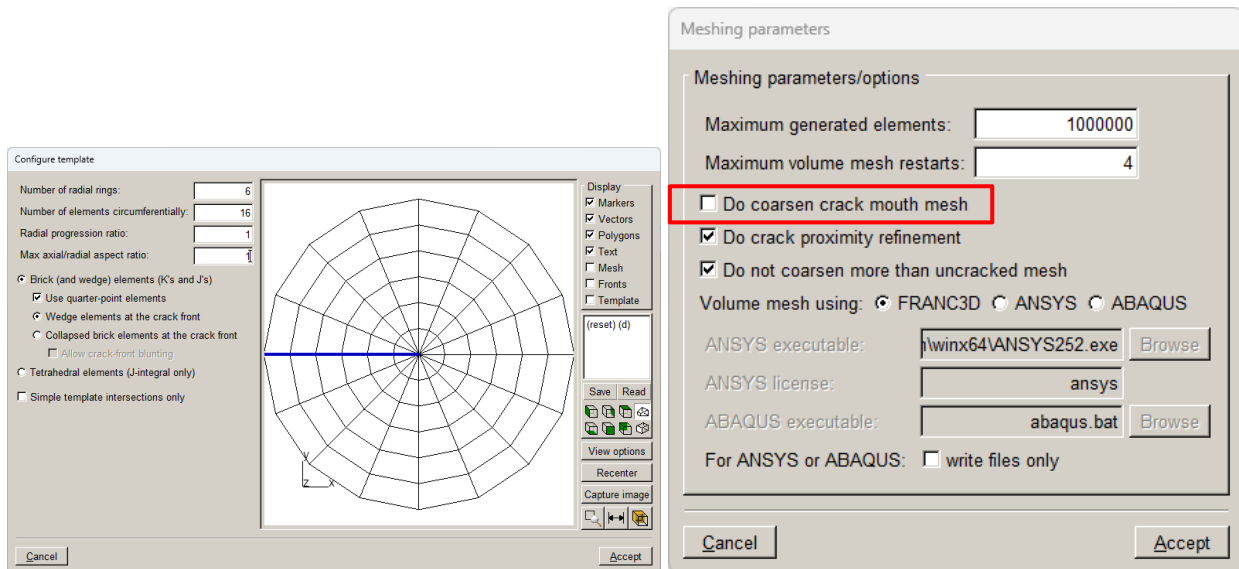 Configure template
Number of radial rings: 6
Number of elements circumferentially: 16
Radial progression ratio: 1
Max axial/radial aspect ratio: 1
Brick (and wedge) elements (K's and J's)
Use quarter-point elements
Wedge elements at the crack front
Collapsed brick elements at the crack front
Allow crack-front blunting
Tetrahedral elements (J-integral only)
Simple template intersections only
y
z x
Display
Markers
Vectors
Polygons
Text
Mesh
Fronts
Template
(reset) (d)
Save Read
View options
Recenter
Capture image
Cancel Accept
Meshing parameters
Meshing parameters/options
Maximum generated elements: 1000000
Maximum volume mesh restarts: 4
Do coarsen crack mouth mesh
Do crack proximity refinement
Do not coarsen more than uncracked mesh
Volume mesh using: FRANC3D ANSYS ABAQUS
ANSYS executable: n\winx64\ANSYS252.exe Browse
ANSYS license: ansys
ABAQUS executable: abaqus.bat Browse
For ANSYS or ABAQUS: write files only
Cancel Accept